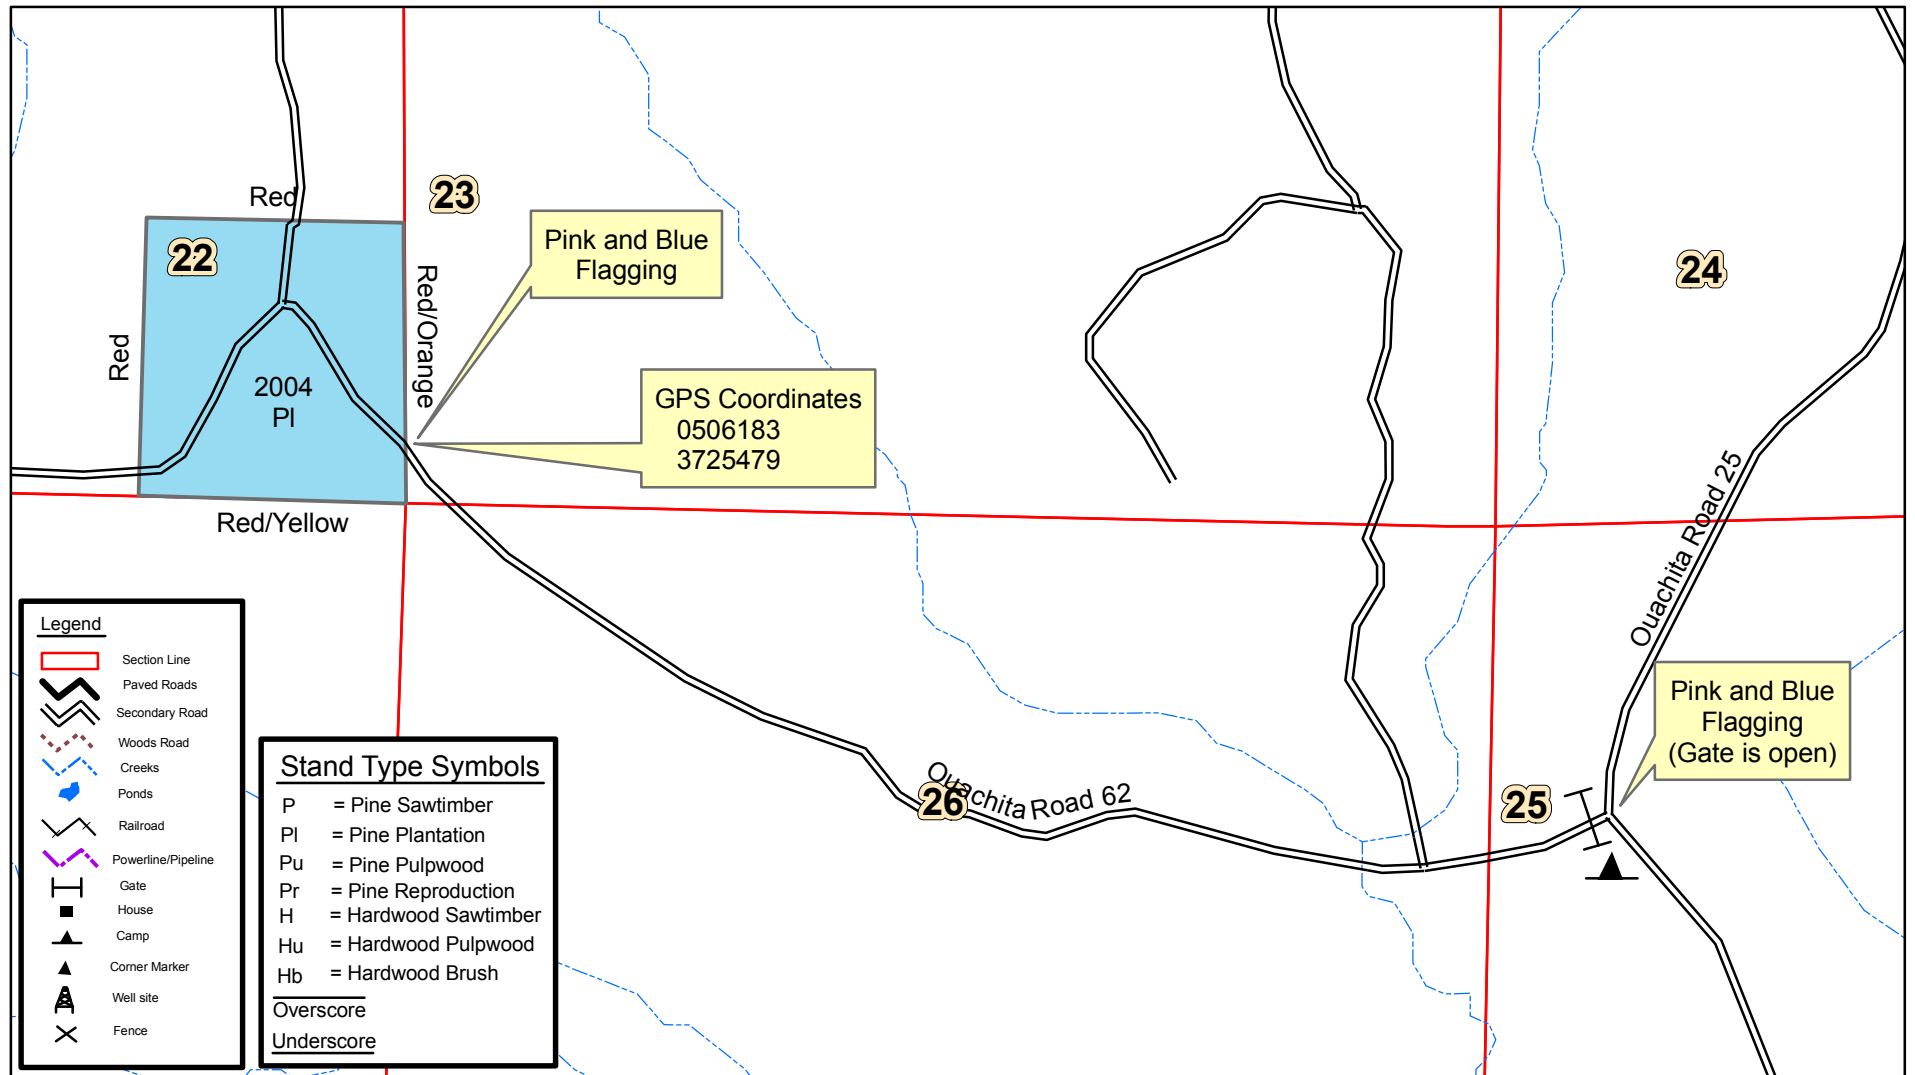 Red
23
22
Pink and Blue
Flagging
24
Red/Orange
Red
2004
Pl
GPS Coordinates
0506183
3725479
Red/Yellow
Ouachita Road 25
Pink and Blue
Flagging
(Gate is open)
Ouachita Road 62
26
25
Legend
Section Line
Paved Roads
Secondary Road
Woods Road
Creeks
Ponds
Railroad
Powerline/Pipeline
Gate
House
Camp
Corner Marker
Well site
Fence
Stand Type Symbols
P = Pine Sawtimber
Pl = Pine Plantation
Pu = Pine Pulpwood
Pr = Pine Reproduction
H = Hardwood Sawtimber
Hu = Hardwood Pulpwood
Hb = Hardwood Brush
Overscore
Underscore